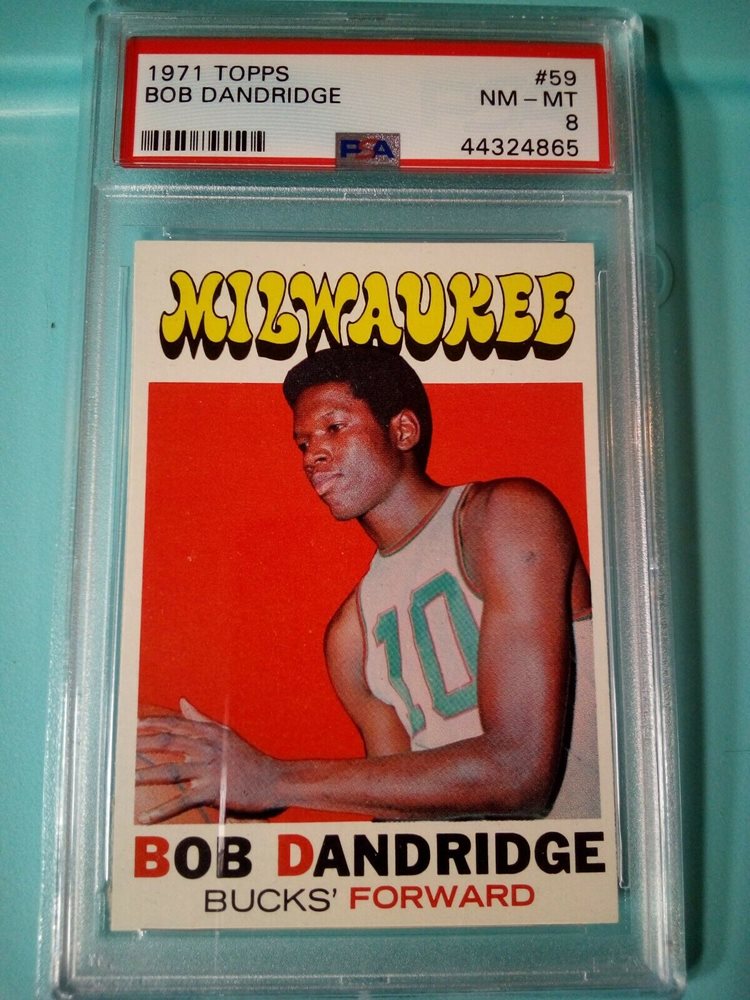 1971 TOPPS #59
BOB DANDRIDGE NM - MT
8
PSA 44324865
MILWAUKEE
10
BOB DANDRIDGE
BUCKS' FORWARD